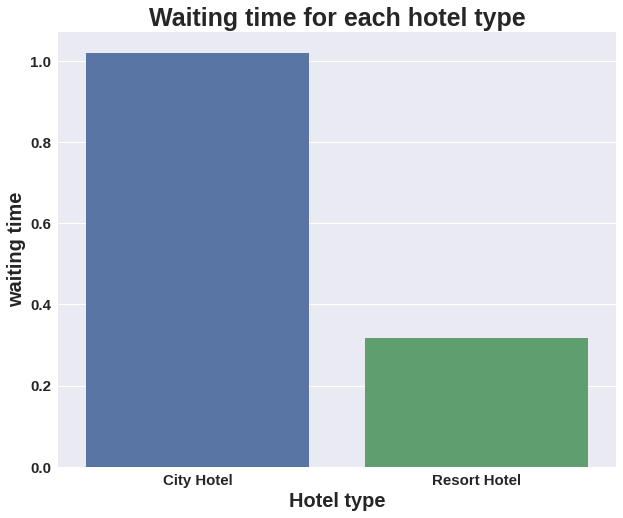 Waiting time for each hotel type
waiting time
1.0
0.8
0.6
0.4
0.2
0.0
City Hotel
Resort Hotel
Hotel type